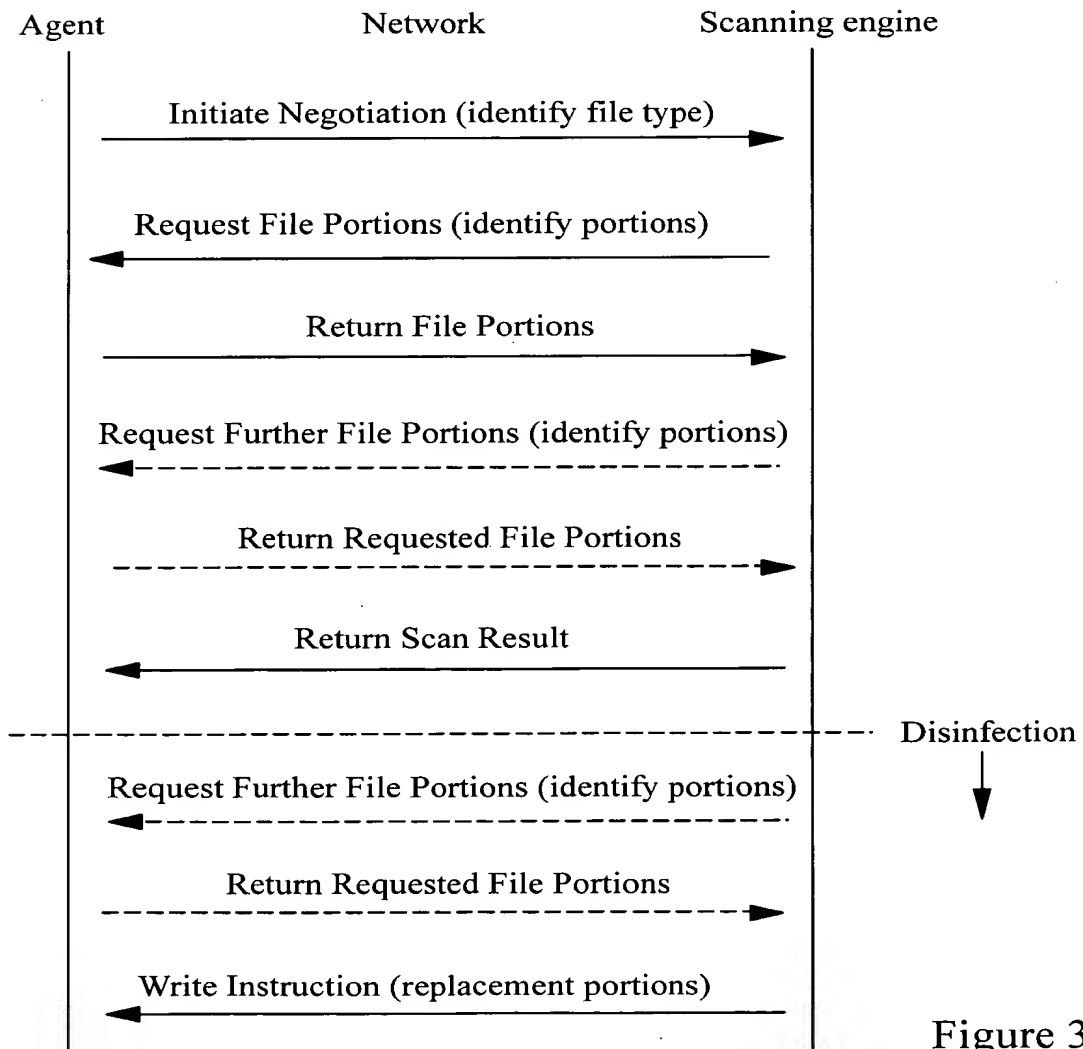 Agent Network Scanning engine
Initiate Negotiation (identify file type)
Request File Portions (identify portions)
Return File Portions
Request Further File Portions (identify portions)
Return Requested File Portions
Return Scan Result
Disinfection
Request Further File Portions (identify portions)
Return Requested File Portions
Write Instruction (replacement portions)
Figure 3